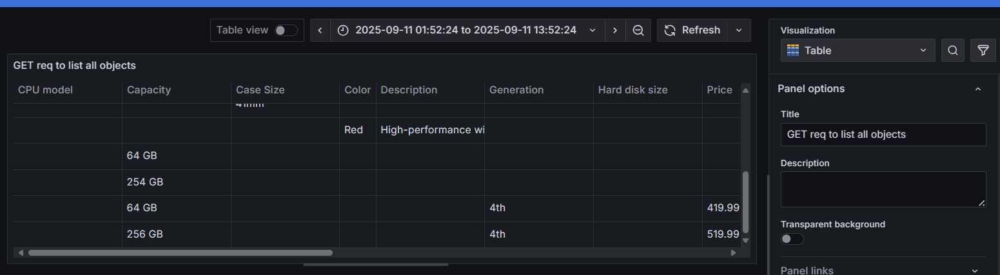 Table view
2025-09-11 01:52:24 to 2025-09-11 13:52:24
Refresh
GET req to list all objects
CPU model Capacity Case Size Color Description Generation Hard disk size Price
41mm
Red High-performance wi
64 GB
254 GB
64 GB 4th 419.99
256 GB 4th 519.99
Visualization
Table
Panel options
Title
GET req to list all objects
Description
Transparent background
Panel links